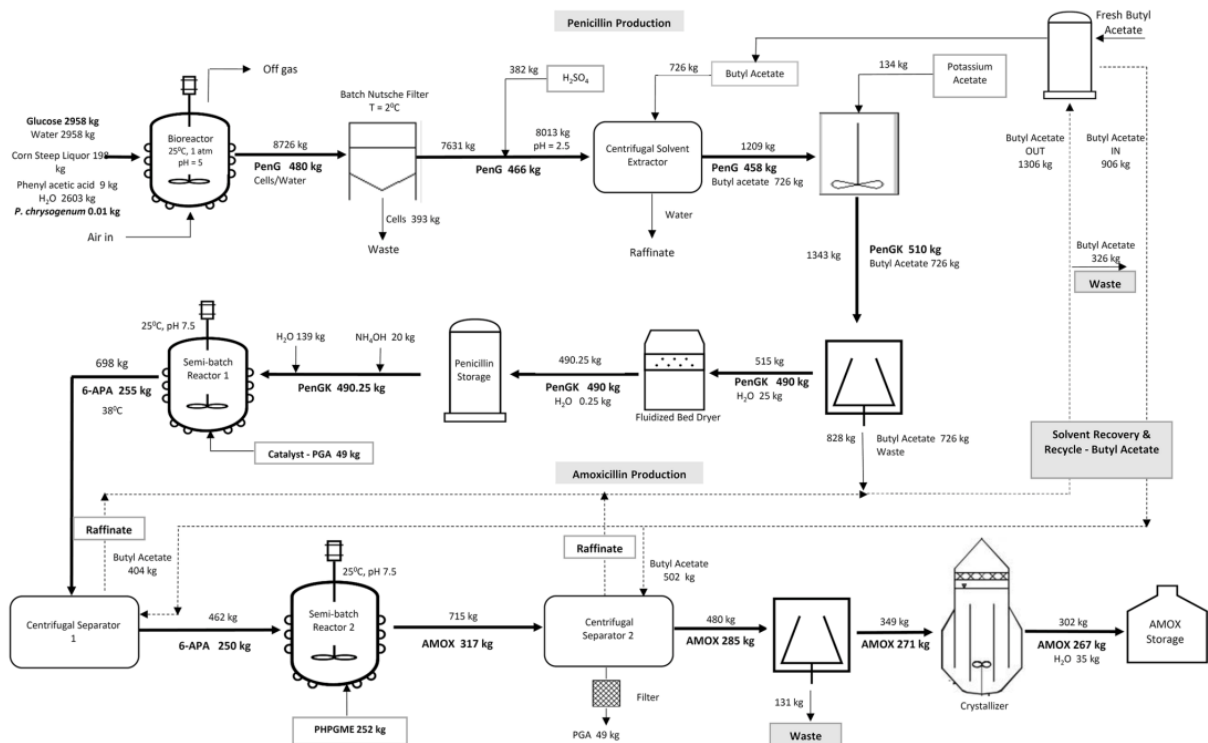 Penicillin Production
Fresh Butyl
Acetate
Off gas
382 kg
H₂SO₄
726 kg
Butyl Acetate
134 kg
Potassium
Acetate
Batch Nutsche Filter
T = 2⁰C
Glucose 2958 kg
Water 2958 kg
Corn Steep Liquor 198
kg
Phenyl acetic acid 9 kg
H₂O 2603 kg
P. chrysogenum 0.01 kg
Air in
Bioreactor
25⁰C, 1 atm
pH = 5
8726 kg
PenG 480 kg
Cells/Water
7631 kg
PenG 466 kg
8013 kg
pH = 2.5
Centrifugal Solvent
Extractor
1209 kg
PenG 458 kg
Butyl acetate 726 kg
Butyl Acetate
OUT
1306 kg
Butyl Acetate
IN
906 kg
Cells 393 kg
Waste
Water
Raffinate
1343 kg
PenGK 510 kg
Butyl Acetate 726 kg
Butyl Acetate
326 kg
Waste
25⁰C, pH 7.5
Semi-batch
Reactor 1
698 kg
6-APA 255 kg
38⁰C
H₂O 139 kg
NH₄OH 20 kg
PenGK 490.25 kg
Penicillin
Storage
490.25 kg
PenGK 490 kg
H₂O 0.25 kg
Fluidized Bed Dryer
515 kg
PenGK 490 kg
H₂O 25 kg
Catalyst - PGA 49 kg
828 kg
Butyl Acetate 726 kg
Waste
Solvent Recovery &
Recycle - Butyl Acetate
Amoxicillin Production
Raffinate
Butyl Acetate
404 kg
Raffinate
Butyl Acetate
502 kg
25⁰C, pH 7.5
Centrifugal Separator
1
462 kg
6-APA 250 kg
Semi-batch
Reactor 2
715 kg
AMOX 317 kg
Centrifugal
Separator 2
480 kg
AMOX 285 kg
349 kg
AMOX 271 kg
302 kg
AMOX 267 kg
H₂O 35 kg
AMOX
Storage
Filter
PGA 49 kg
131 kg
Waste
Crystallizer
PHPGME 252 kg